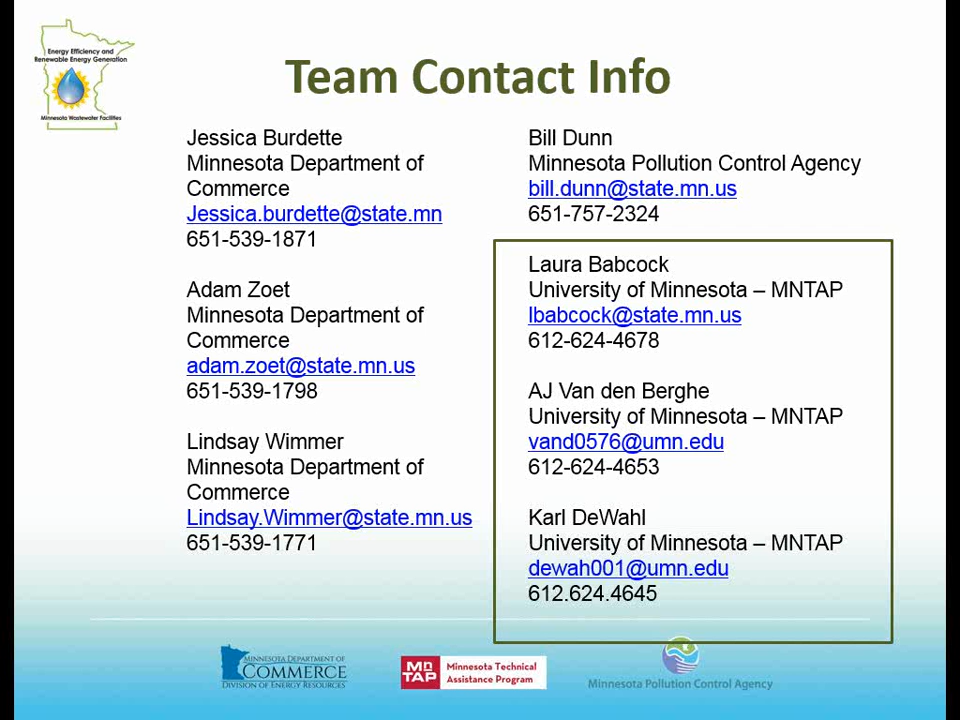 Energy Efficiency and
Renewable Energy Generation
Minnesota Wastewater Facilities
Team Contact Info
Jessica Burdette
Minnesota Department of
Commerce
Jessica.burdette@state.mn
651-539-1871
Adam Zoet
Minnesota Department of
Commerce
adam.zoet@state.mn.us
651-539-1798
Lindsay Wimmer
Minnesota Department of
Commerce
Lindsay.Wimmer@state.mn.us
651-539-1771
Bill Dunn
Minnesota Pollution Control Agency
bill.dunn@state.mn.us
651-757-2324
Laura Babcock
University of Minnesota – MNTAP
lbabcock@state.mn.us
612-624-4678
AJ Van den Berghe
University of Minnesota – MNTAP
vand0576@umn.edu
612-624-4653
Karl DeWahl
University of Minnesota – MNTAP
dewah001@umn.edu
612.624.4645
MINNESOTA DEPARTMENT OF
COMMERCE
DIVISION OF ENERGY RESOURCES
MN
TAP
Minnesota Technical
Assistance Program
Minnesota Pollution Control Agency